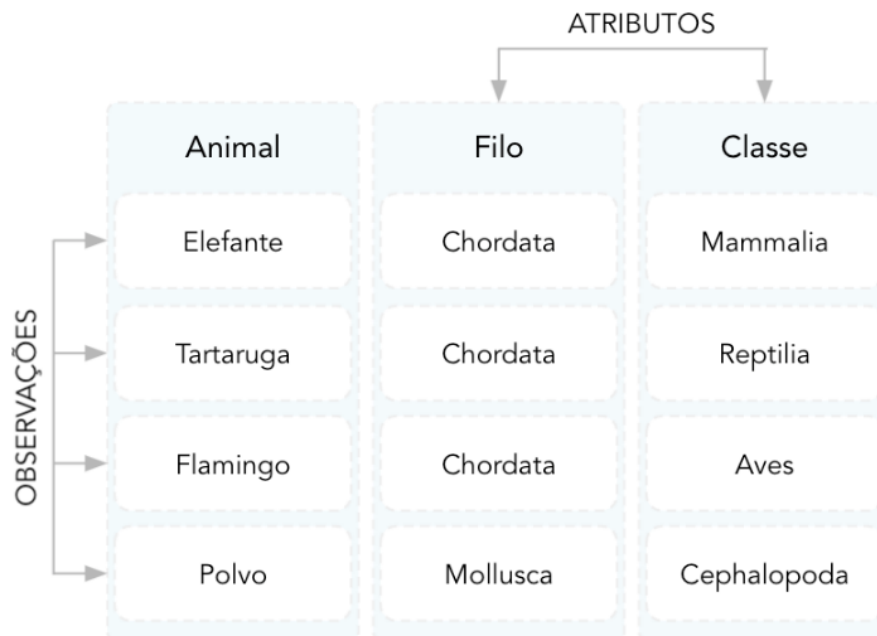 ATRIBUTOS
Animal Filo Classe
Elefante Chordata Mammalia
Tartaruga Chordata Reptilia
Flamingo Chordata Aves
Polvo Mollusca Cephalopoda
OBSERVAÇÕES